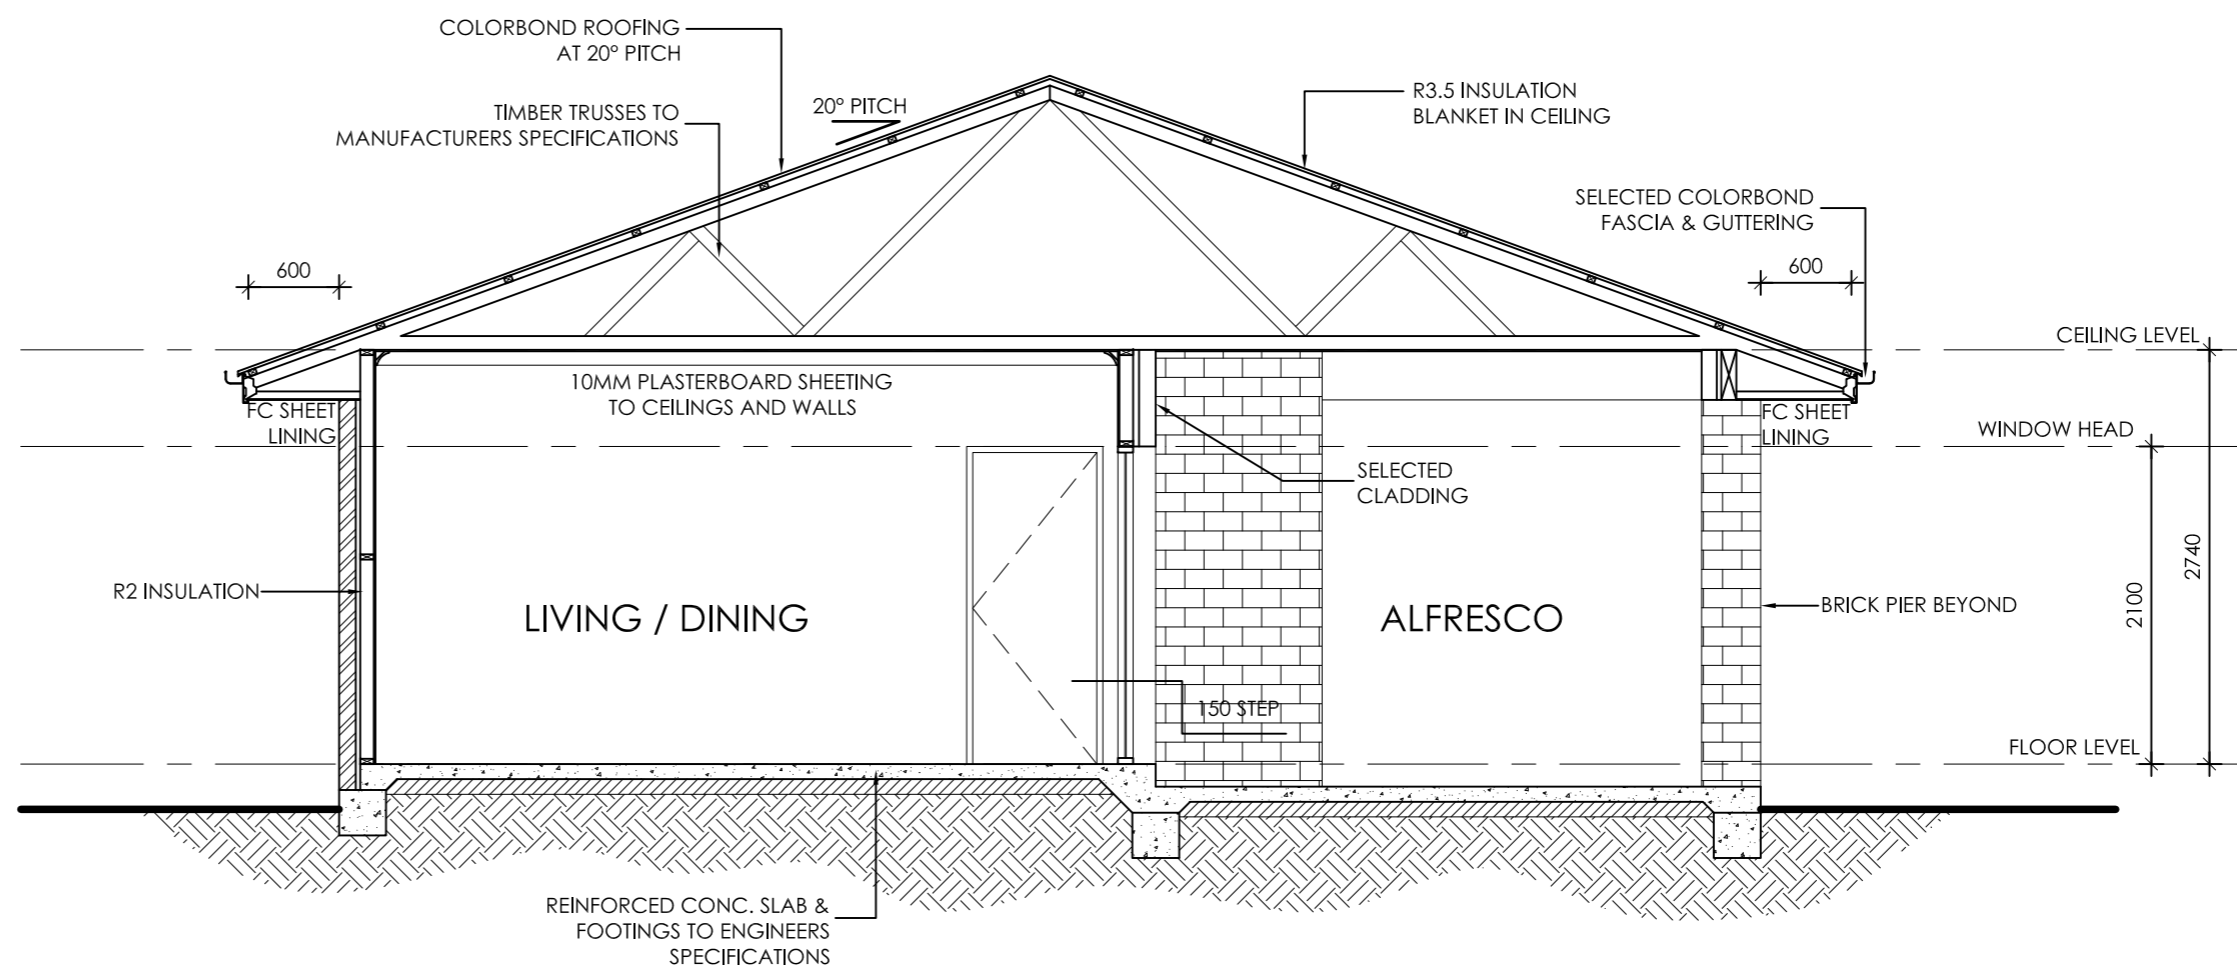 COLORBOND ROOFING
AT 20° PITCH
TIMBER TRUSSES TO
MANUFACTURERS SPECIFICATIONS
20° PITCH
R3.5 INSULATION
BLANKET IN CEILING
SELECTED COLORBOND
FASCIA & GUTTERING
600
600
CEILING LEVEL
10MM PLASTERBOARD SHEETING
TO CEILINGS AND WALLS
FC SHEET
LINING
FC SHEET
LINING
WINDOW HEAD
SELECTED
CLADDING
R2 INSULATION
LIVING / DINING
ALFRESCO
BRICK PIER BEYOND
2100
2740
150 STEP
FLOOR LEVEL
REINFORCED CONC. SLAB &
FOOTINGS TO ENGINEERS
SPECIFICATIONS